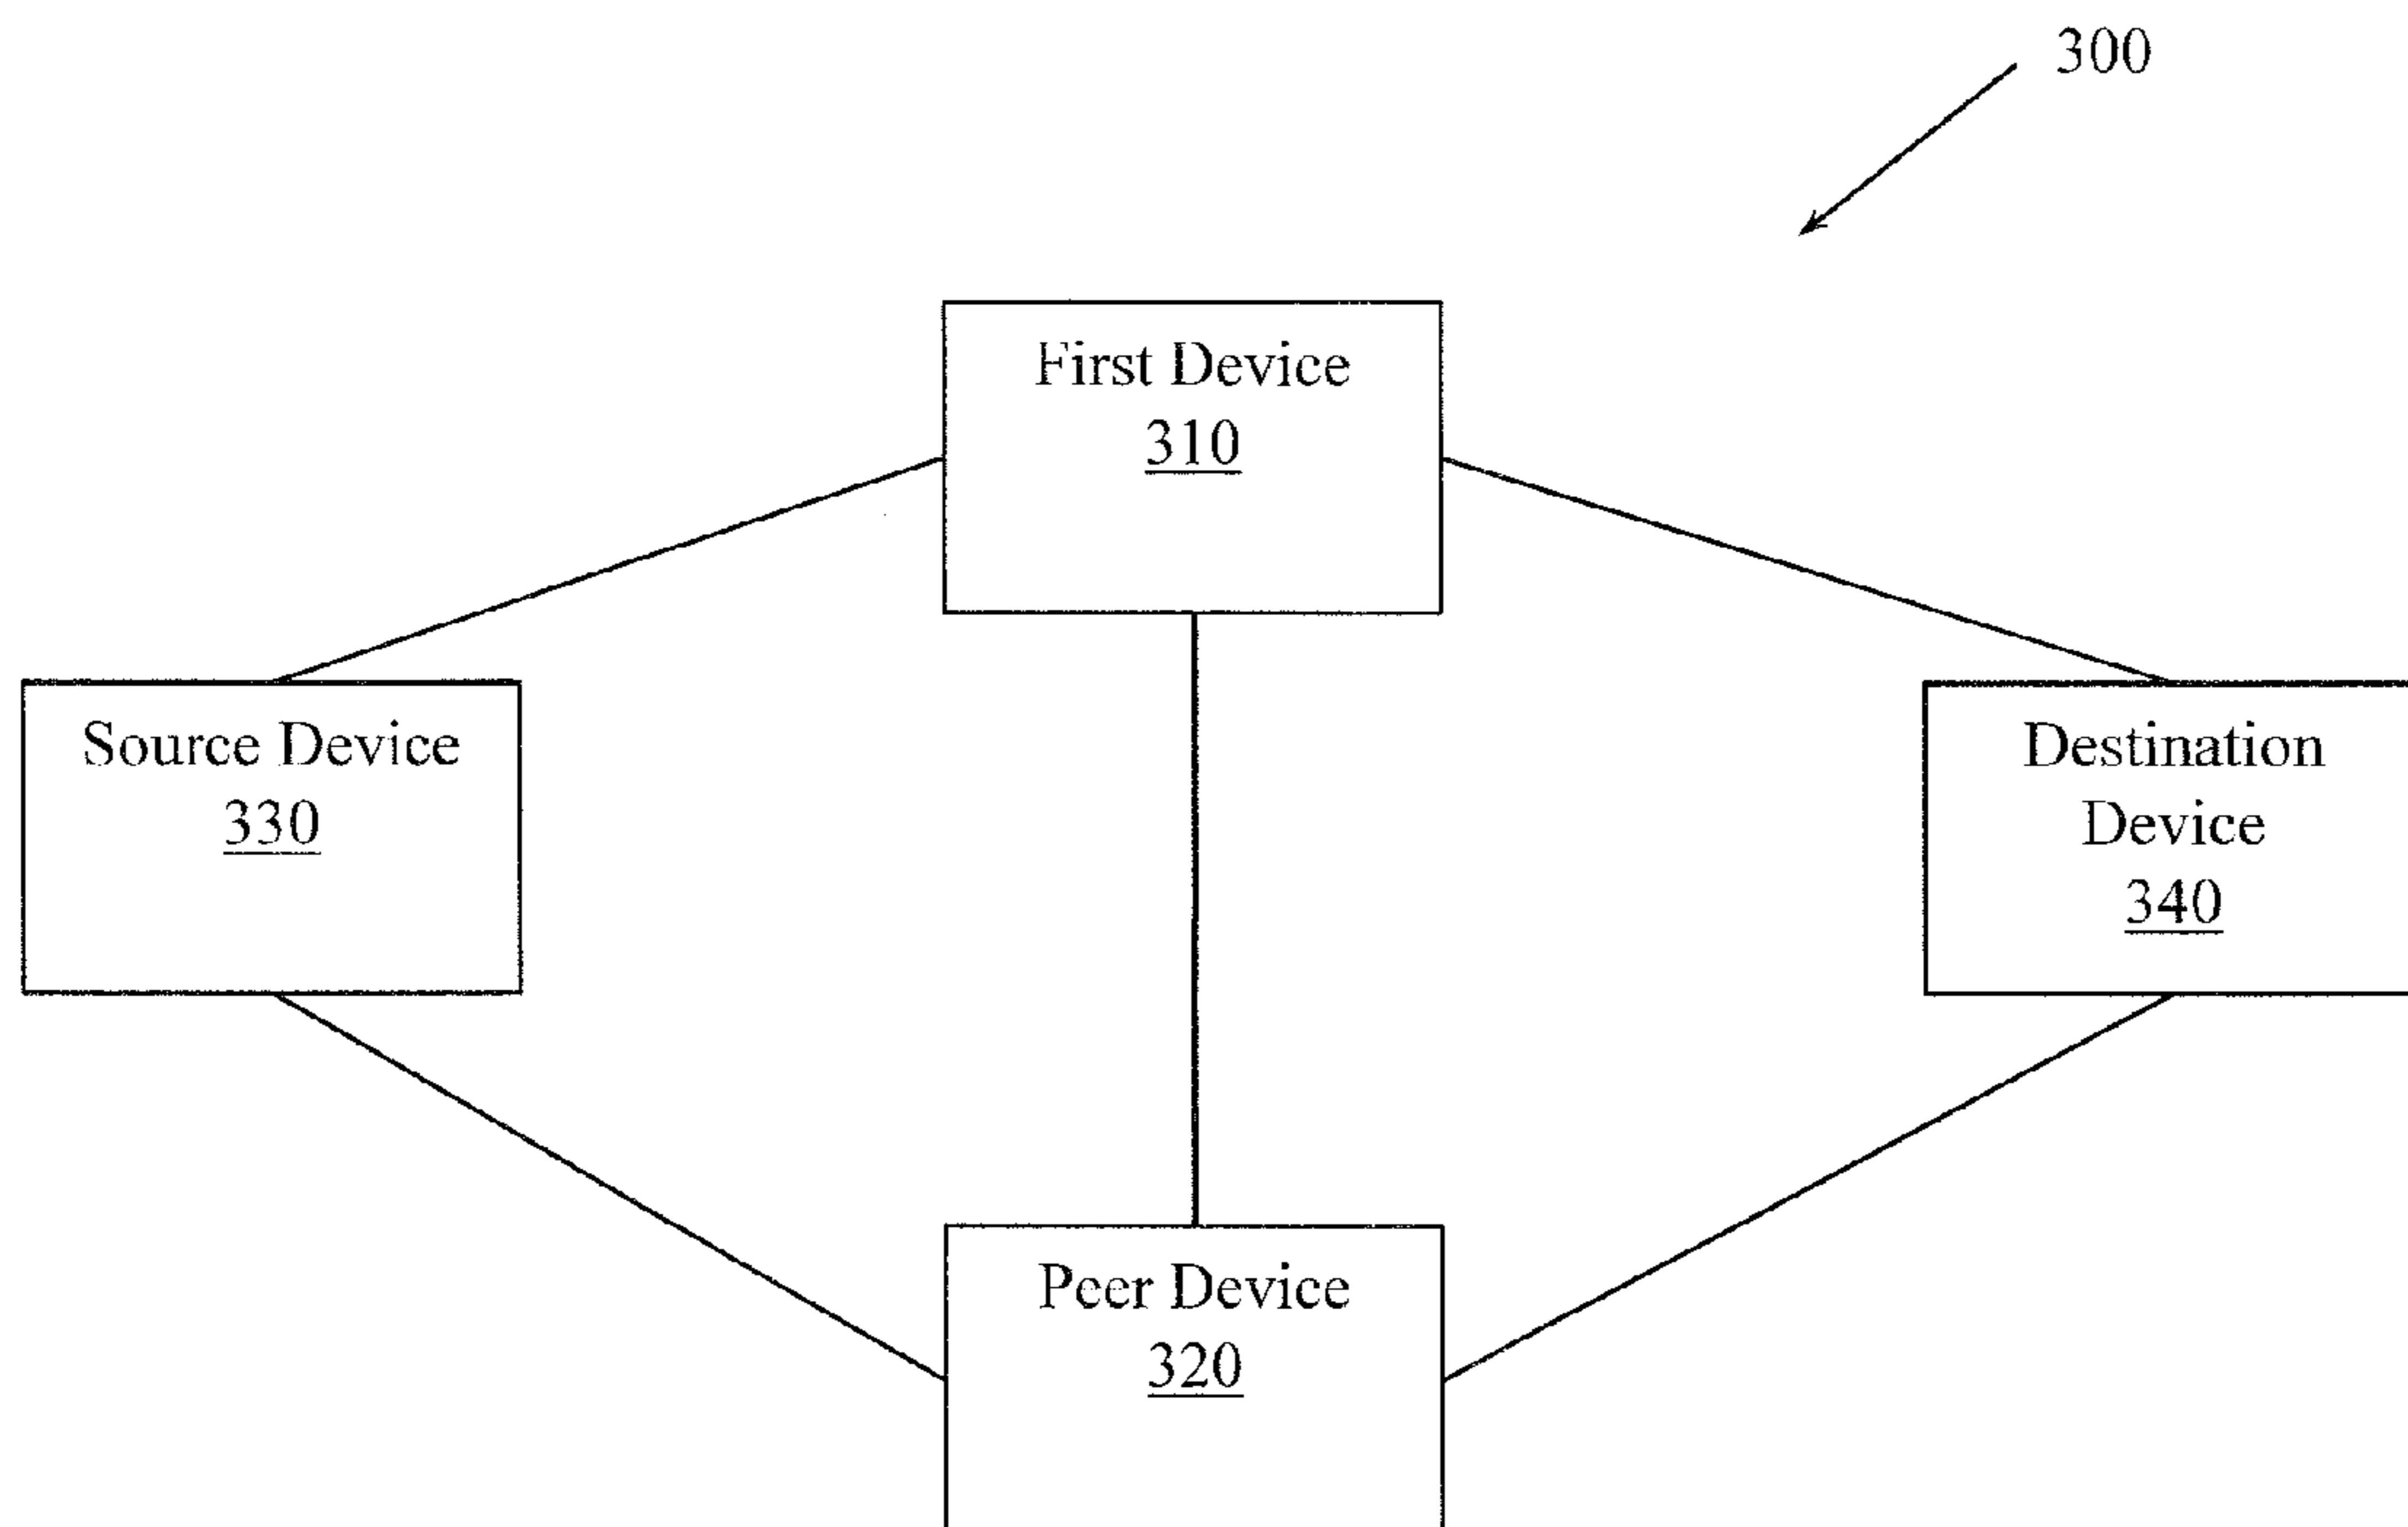 300
First Device
310
Source Device
330
Destination
Device
340
Peer Device
320